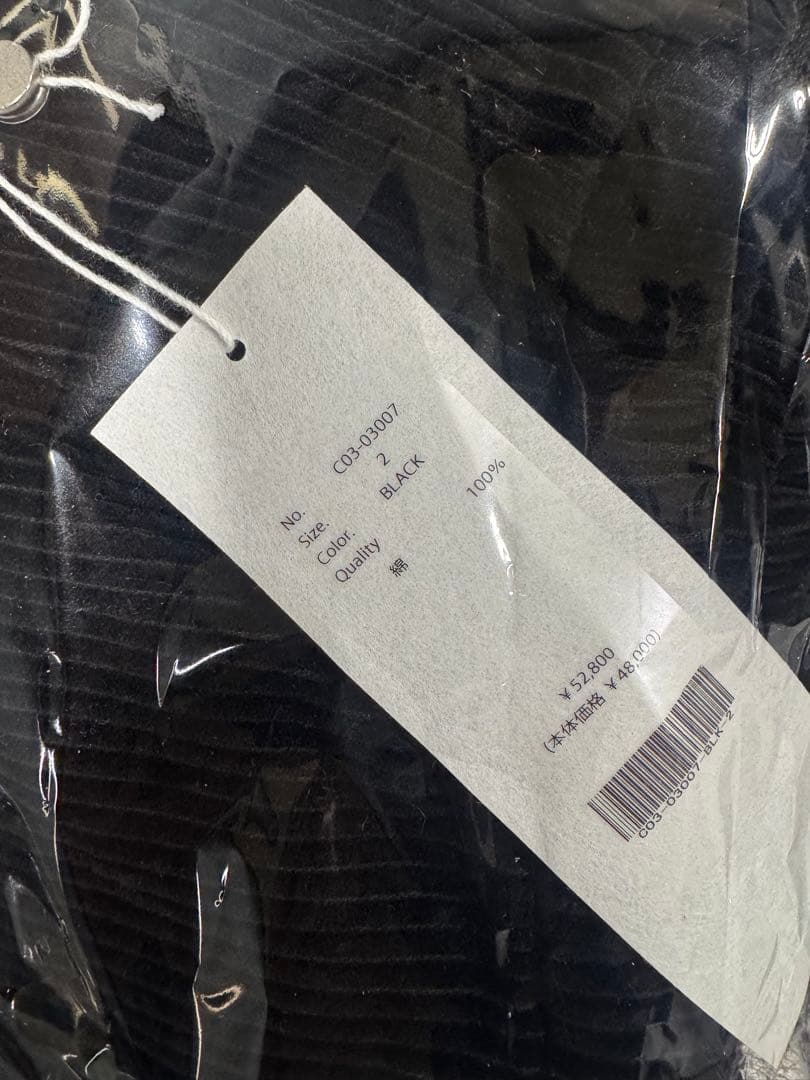 No. C03-03007
Size. 2
Color. BLACK
Quality 綿 100%
¥52,800
(本体価格 ¥48,000)
C03-03007-BLK-2